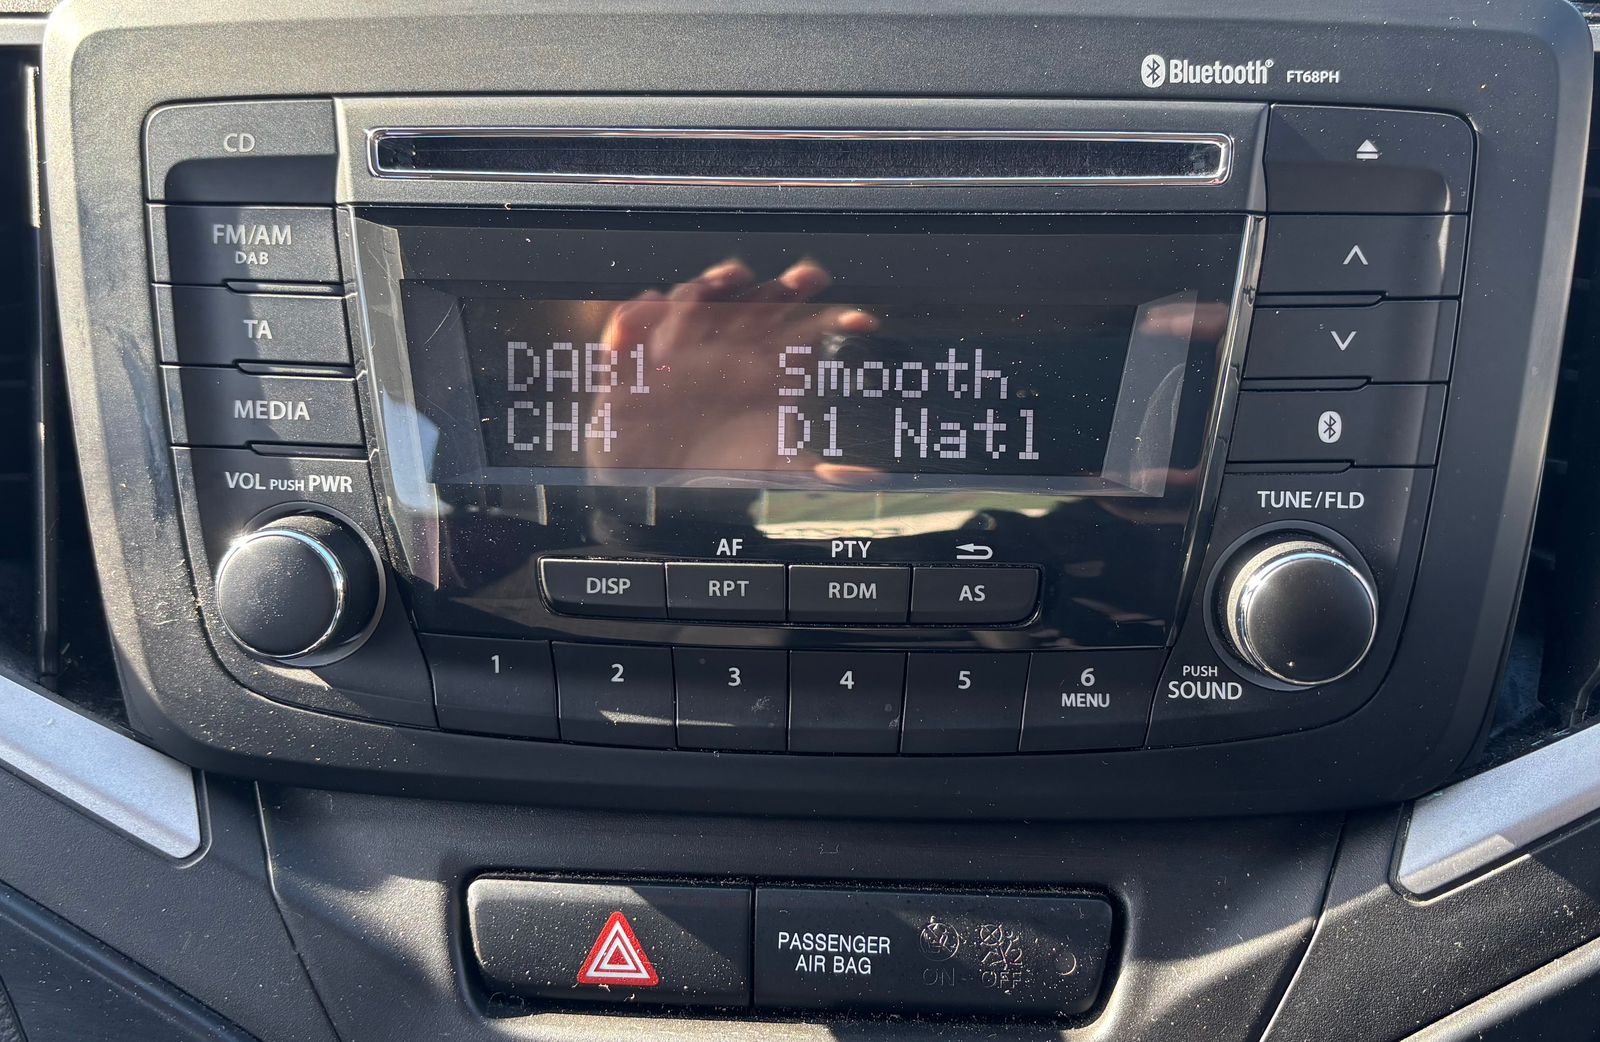 Bluetooth® FT68PH
CD
FM/AM
DAB
TA
MEDIA
VOL PUSH PWR
DAB1 Smooth
CH4 D1 Natl
TUNE/FLD
AF PTY
DISP RPT RDM AS
1 2 3 4 5 6
MENU
PUSH
SOUND
PASSENGER
AIR BAG
ON OFF